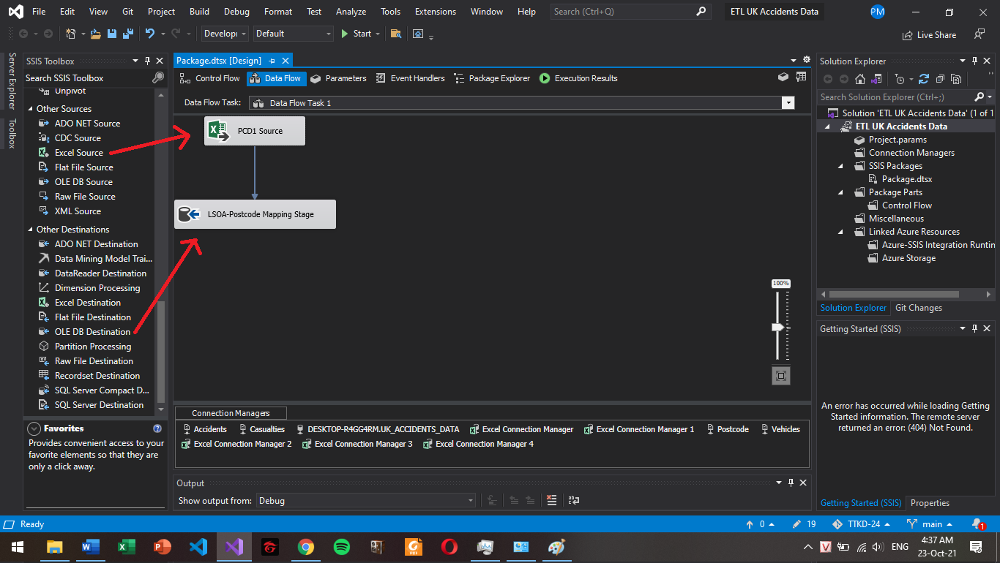 File Edit View Git Project Build Debug Format Test Analyze Tools Extensions Window Help Search (Ctrl+Q) ETL UK Accidents Data PM
Developr Default Start Live Share
Server Explorer
Toolbox
SSIS Toolbox
Search SSIS Toolbox
Unpivot
Other Sources
ADO NET Source
CDC Source
Excel Source
Flat File Source
OLE DB Source
Raw File Source
XML Source
Other Destinations
ADO NET Destination
Data Mining Model Trai...
DataReader Destination
Dimension Processing
Excel Destination
Flat File Destination
OLE DB Destination
Partition Processing
Raw File Destination
Recordset Destination
SQL Server Compact D...
SQL Server Destination
Favorites
Provides convenient access to your
favorite elements so that they are
only a click away.
Package.dtsx [Design]
Control Flow Data Flow Parameters Event Handlers Package Explorer Execution Results
Data Flow Task: Data Flow Task 1
PCD1 Source
LSOA-Postcode Mapping Stage
100%
Connection Managers
Accidents Casualties DESKTOP-R4GG4RM.UK_ACCIDENTS_DATA Excel Connection Manager Excel Connection Manager 1 Postcode Vehicles
Excel Connection Manager 2 Excel Connection Manager 3 Excel Connection Manager 4
Output
Show output from: Debug
Solution Explorer
Search Solution Explorer (Ctrl+;)
Solution 'ETL UK Accidents Data' (1 of 1
ETL UK Accidents Data
Project.params
Connection Managers
SSIS Packages
Package.dtsx
Package Parts
Control Flow
Miscellaneous
Linked Azure Resources
Azure-SSIS Integration Runtin
Azure Storage
Solution Explorer Git Changes
Getting Started (SSIS)
An error has occurred while loading Getting
Started information. The remote server
returned an error: (404) Not Found.
Getting Started (SSIS) Properties
Ready 0 19 TTKD-24 main 1
ENG 4:37 AM
23-Oct-21